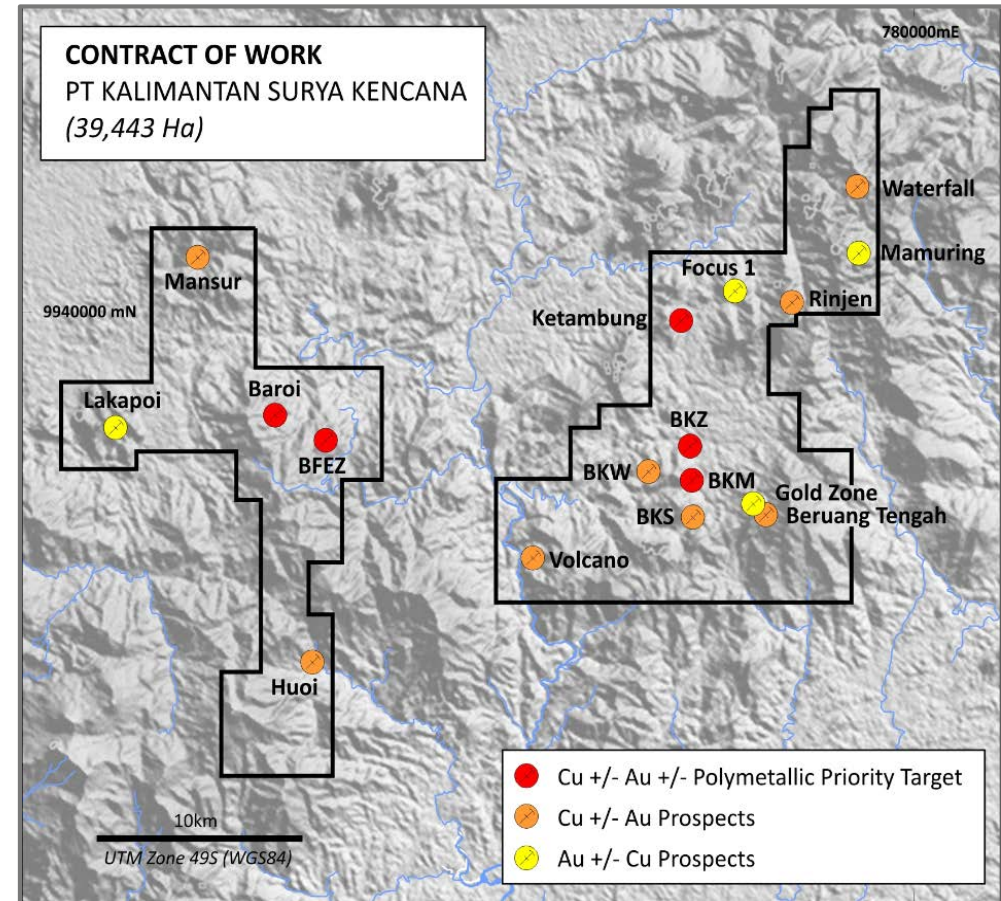 CONTRACT OF WORK
PT KALIMANTAN SURYA KENCANA
(39,443 Ha)
780000mE
Waterfall
Mamuring
Focus 1
Rinjen
Ketambung
Mansur
9940000 mN
Lakapoi
Baroi
BFEZ
BKZ
BKW
BKM
Gold Zone
BKS
Beruang Tengah
Volcano
Huoi
10km
UTM Zone 49S (WGS84)
Cu +/- Au +/- Polymetallic Priority Target
Cu +/- Au Prospects
Au +/- Cu Prospects